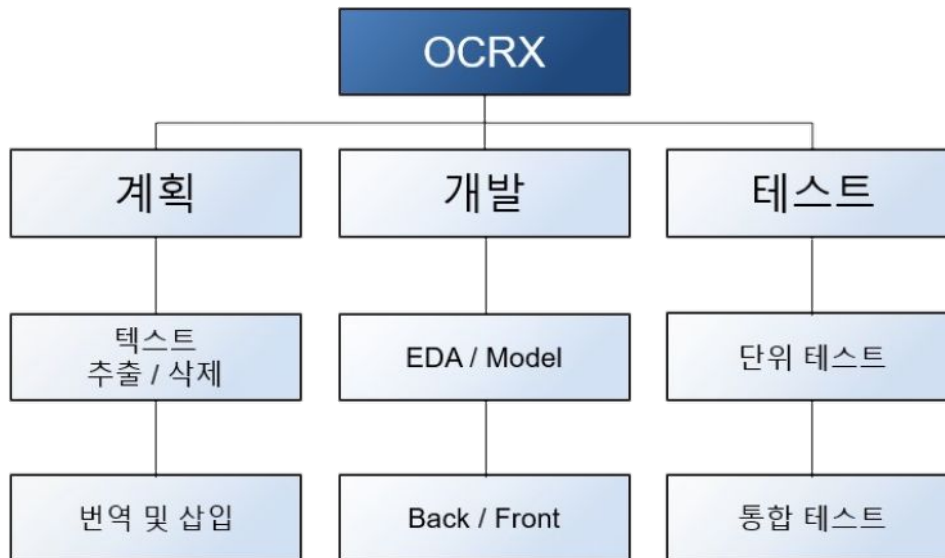 OCRX
계획
개발
테스트
텍스트
추출 / 삭제
EDA / Model
단위 테스트
번역 및 삽입
Back / Front
통합 테스트